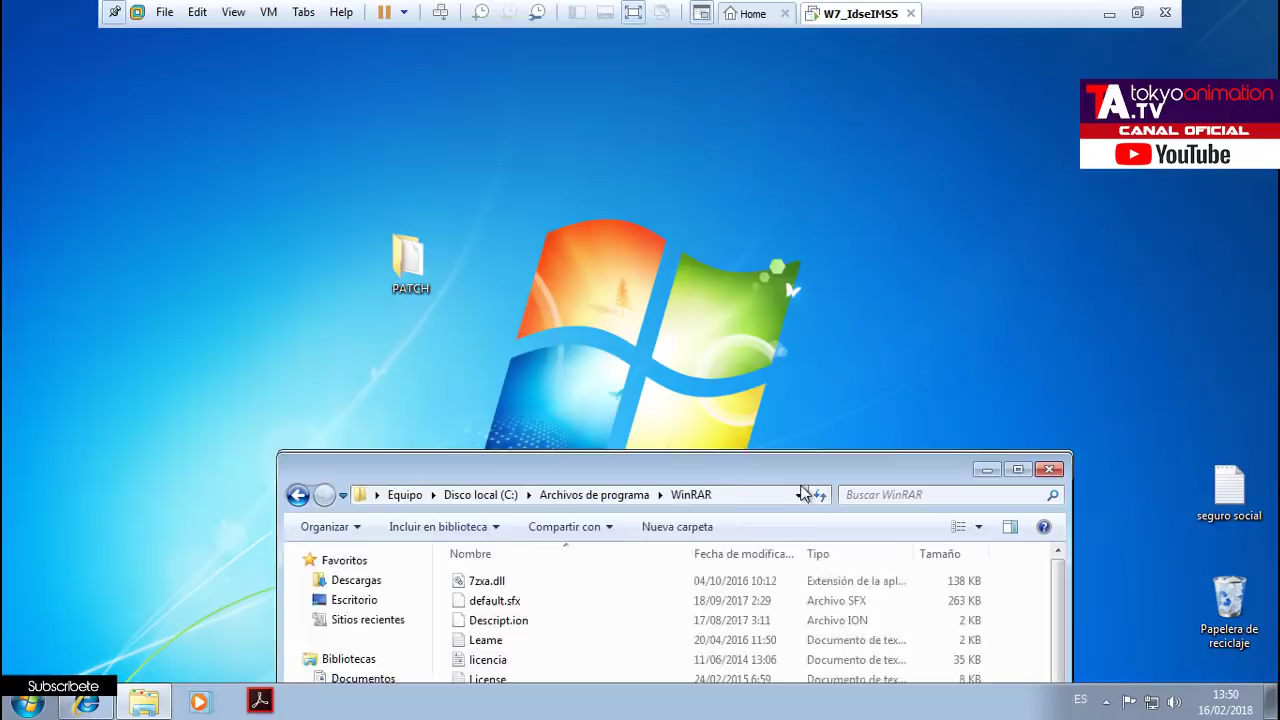 File Edit View VM Tabs Help Home W7_IdseIMSS
tokyoanimation
TA.TV
CANAL OFICIAL
YouTube
PATCH
Equipo Disco local (C:) Archivos de programa WinRAR Buscar WinRAR
Organizar Incluir en biblioteca Compartir con Nueva carpeta
Nombre Fecha de modifica... Tipo Tamaño
Favoritos
Descargas
Escritorio
Sitios recientes
Bibliotecas
Documentos
7zxa.dll 04/10/2016 10:12 Extensión de la apl... 138 KB
default.sfx 18/09/2017 2:29 Archivo SFX 263 KB
Descript.ion 17/08/2017 3:11 Archivo ION 2 KB
Leame 20/04/2016 11:50 Documento de tex... 2 KB
licencia 11/06/2014 13:06 Documento de tex... 35 KB
License 24/02/2015 6:59 Documento de tex... 8 KB
seguro social
Papelera de
reciclaje
Subscribete
ES
13:50
16/02/2018